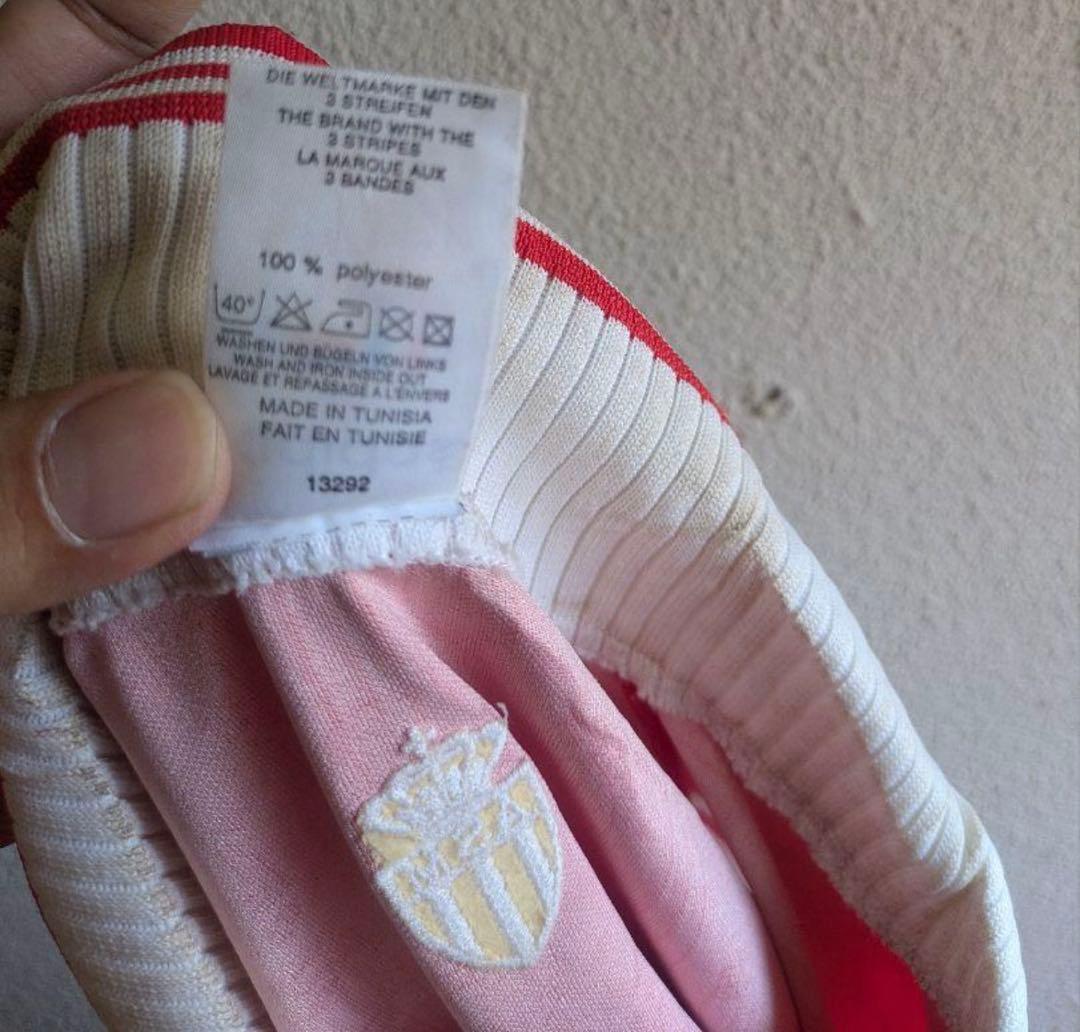 DIE WELTMARKE MIT DEN
3 STREIFEN
THE BRAND WITH THE
3 STRIPES
LA MARQUE AUX
3 BANDES
100 % polyester
40°
WASHEN UND BÜGELN VON LINKS
WASH AND IRON INSIDE OUT
LAVAGE ET REPASSAGE A L'ENVERS
MADE IN TUNISIA
FAIT EN TUNISIE
13292